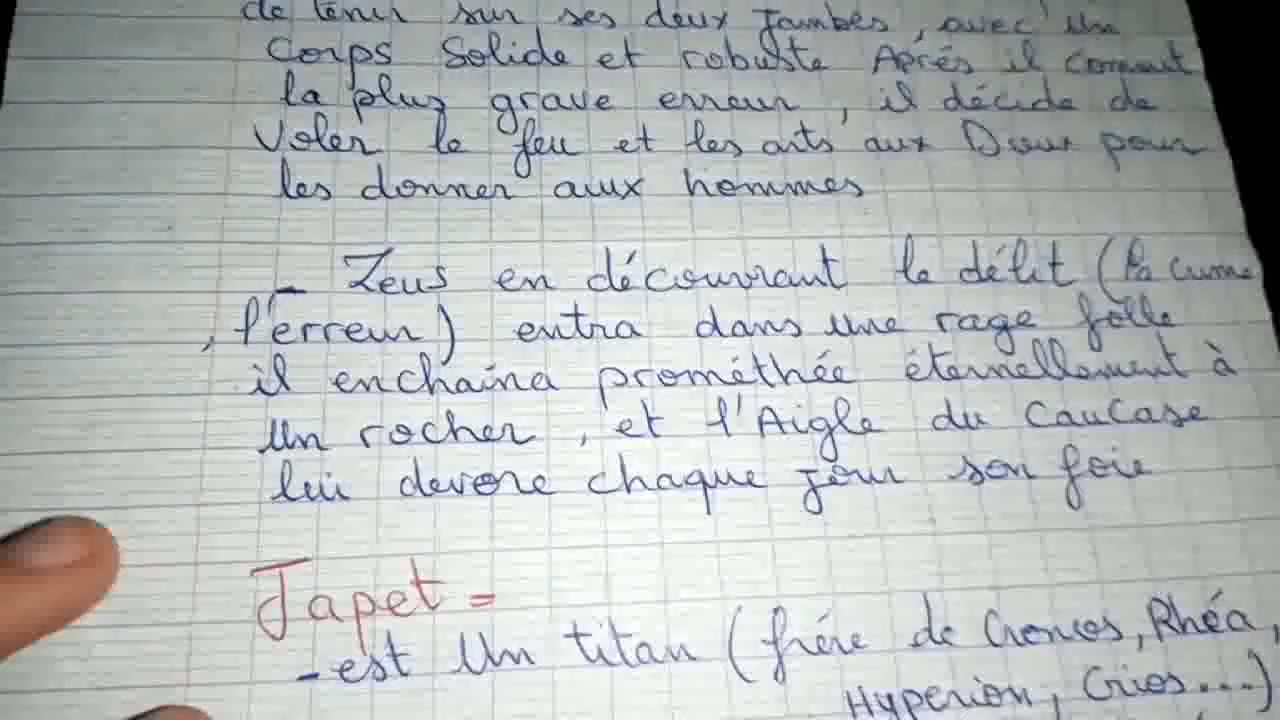 de tenir sur ses deux jambes, avec un
corps solide et robuste Après il commut
la plus grave erreur, il décide de
voler le feu et les arts aux Dieux pour
les donner aux hommes
- Zeus en découvrant le délit (la
, l'erreur) entra dans une rage folle
il enchaina prométhée éternellement à
un rocher, et l'Aigle du Caucase
lui devore chaque jour son foie
Japet =
- est un titan (frére de Cronos, Rhéa,
Hyperion, Crios...)